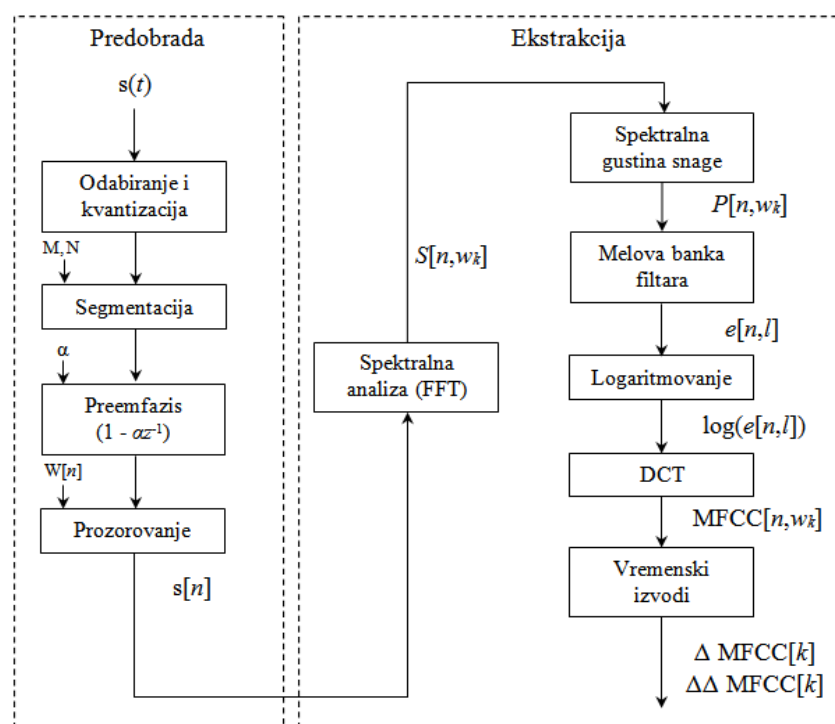 Predobrada
s(t)
Odabiranje i
kvantizacija
M, N
Segmentacija
α
Preemfazis
(1 - αz⁻¹)
W[n]
Prozorovanje
s[n]
Ekstrakcija
Spektralna
analiza (FFT)
S[n,wₖ]
Spektralna
gustina snage
P[n,wₖ]
Melova banka
filtara
e[n,l]
Logaritmovanje
log(e[n,l])
DCT
MFCC[n,wₖ]
Vremenski
izvodi
Δ MFCC[k]
ΔΔ MFCC[k]